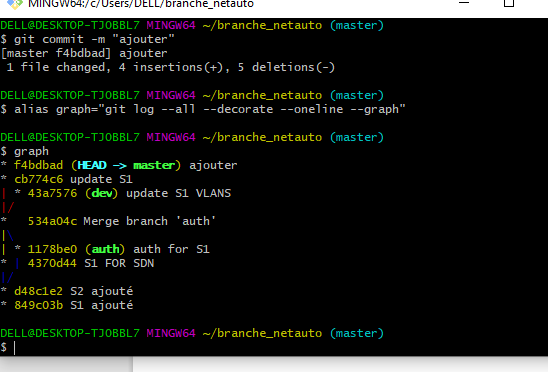 MINGW64:/c/Users/DELL/branche_netauto
DELL@DESKTOP-TJOBBL7 MINGW64 ~/branche_netauto (master)
$ git commit -m "ajouter"
[master f4bdbad] ajouter
 1 file changed, 4 insertions(+), 5 deletions(-)
DELL@DESKTOP-TJOBBL7 MINGW64 ~/branche_netauto (master)
$ alias graph="git log --all --decorate --oneline --graph"
DELL@DESKTOP-TJOBBL7 MINGW64 ~/branche_netauto (master)
$ graph
* f4bdbad (HEAD -> master) ajouter
* cb774c6 update S1
| * 43a7576 (dev) update S1 VLANS
|/
*   534a04c Merge branch 'auth'
|\
| * 1178be0 (auth) auth for S1
* | 4370d44 S1 FOR SDN
|/
* d48c1e2 S2 ajouté
* 849c03b S1 ajouté
DELL@DESKTOP-TJOBBL7 MINGW64 ~/branche_netauto (master)
$